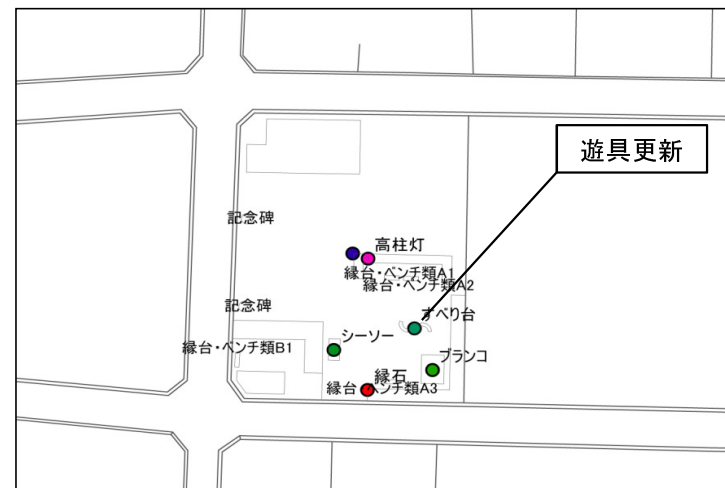 遊具更新
記念碑
高柱灯
縁台・ベンチ類A1
縁台・ベンチ類A2
記念碑
すべり台
シーソー
縁台・ベンチ類B1
ブランコ
縁石
縁台・ベンチ類A3